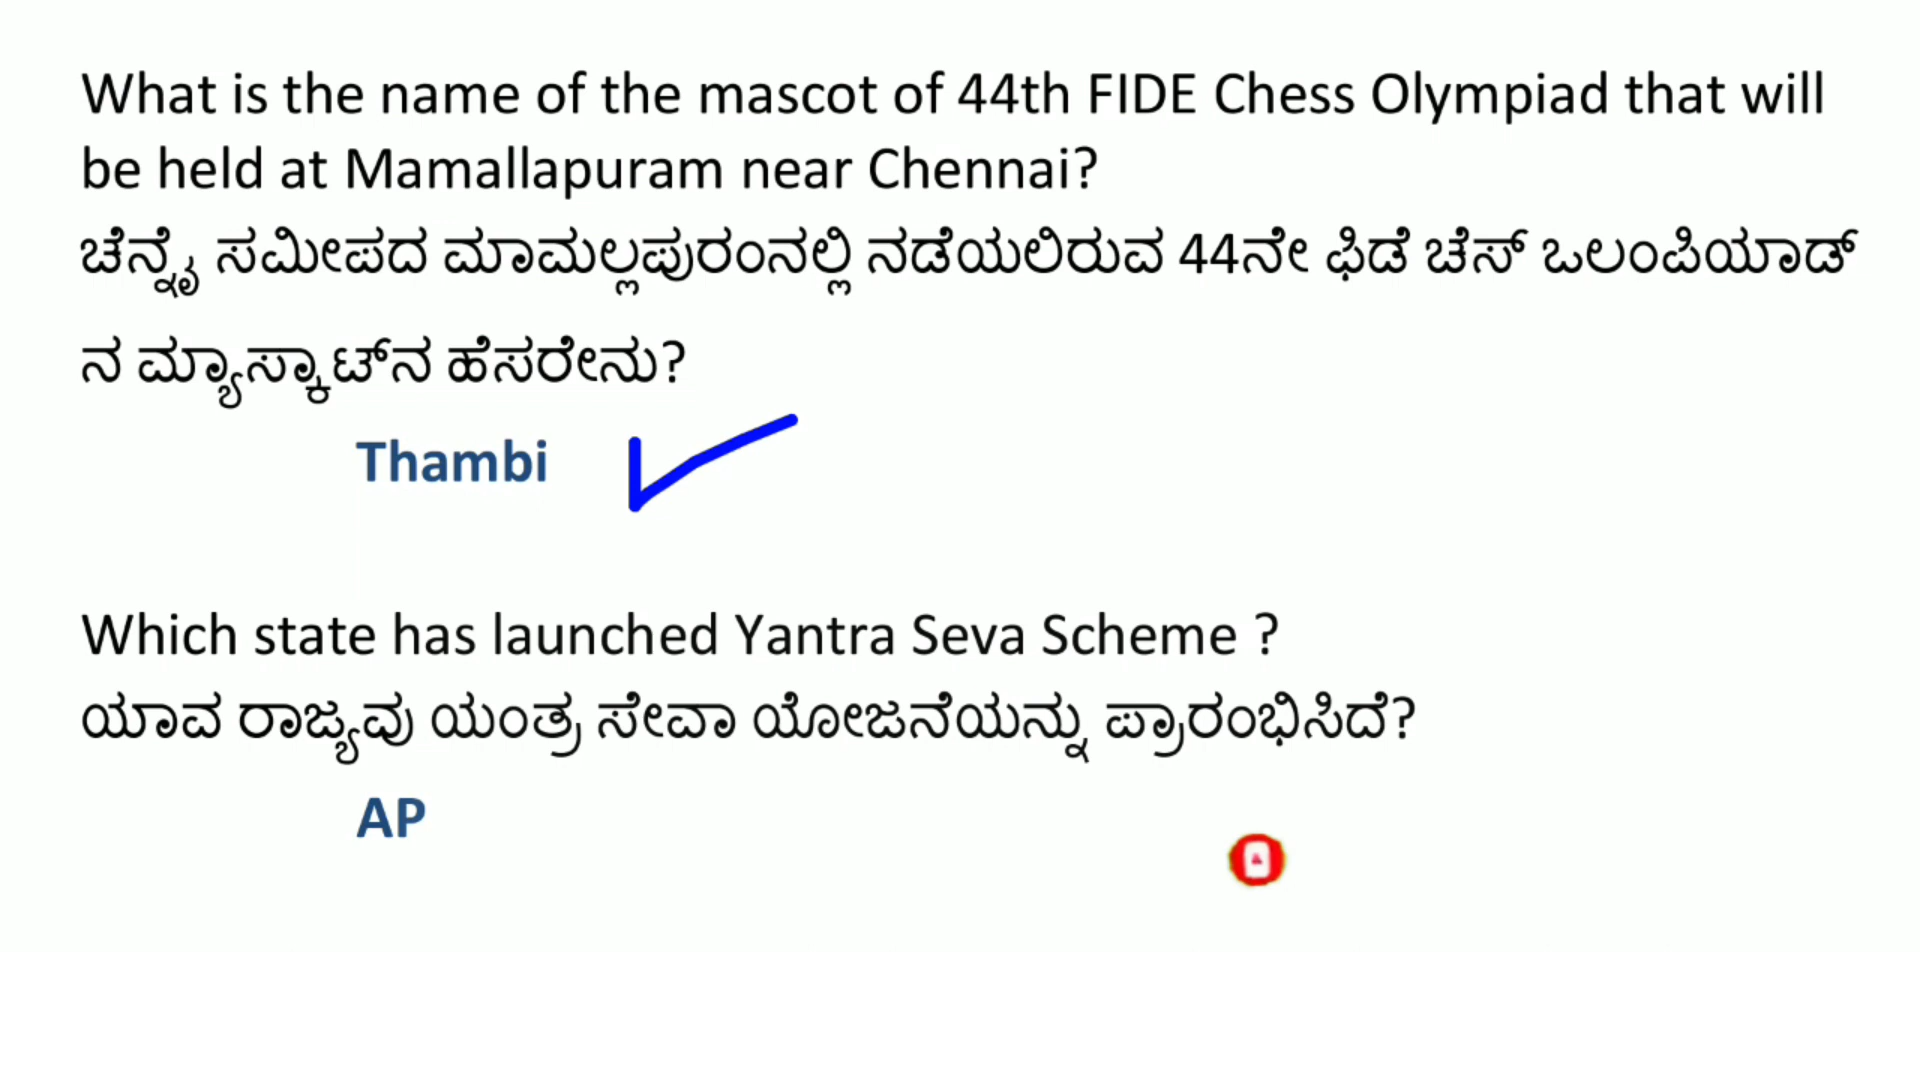 What is the name of the mascot of 44th FIDE Chess Olympiad that will
be held at Mamallapuram near Chennai?
ಚೆನ್ನೈ ಸಮೀಪದ ಮಾಮಲ್ಲಪುರಂನಲ್ಲಿ ನಡೆಯಲಿರುವ 44ನೇ ಫಿಡೆ ಚೆಸ್ ಒಲಂಪಿಯಾಡ್
ನ ಮ್ಯಾಸ್ಕಾಟ್‌ನ ಹೆಸರೇನು?
Thambi
Which state has launched Yantra Seva Scheme ?
ಯಾವ ರಾಜ್ಯವು ಯಂತ್ರ ಸೇವಾ ಯೋಜನೆಯನ್ನು ಪ್ರಾರಂಭಿಸಿದೆ?
AP